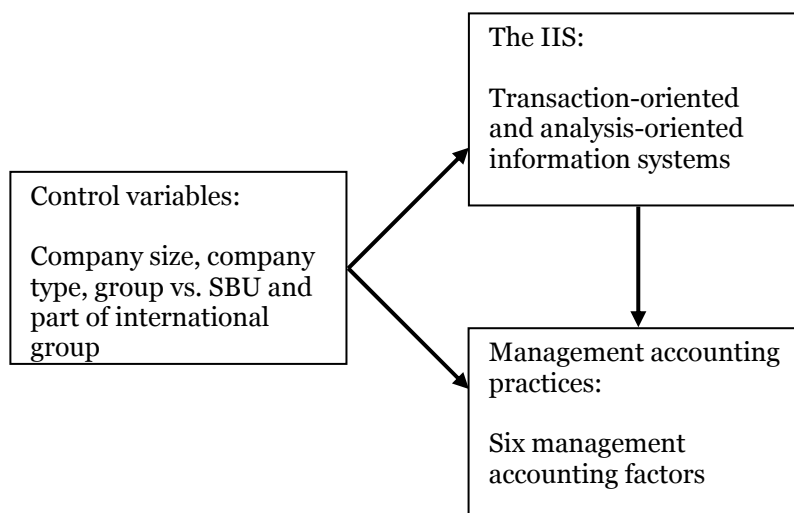 The IIS:
Transaction-oriented
and analysis-oriented
information systems
Control variables:
Company size, company
type, group vs. SBU and
part of international
group
Management accounting
practices:
Six management
accounting factors